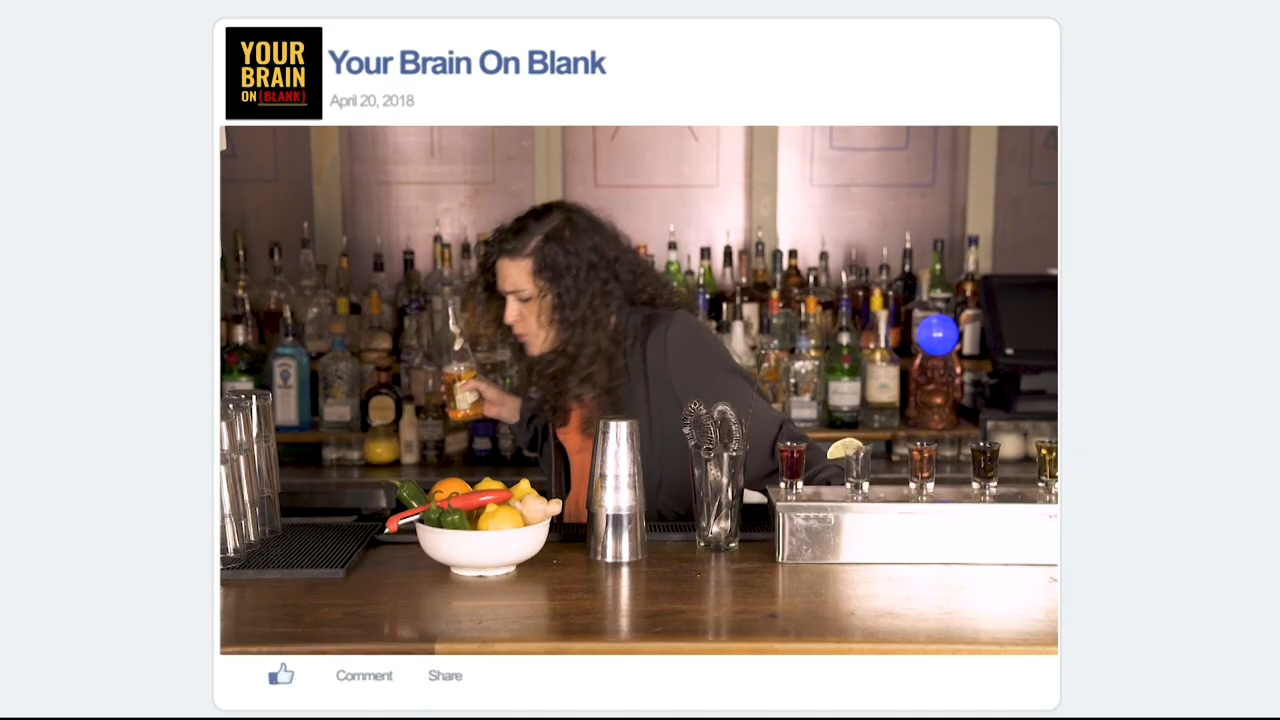 YOUR
BRAIN
ON (BLANK)
Your Brain On Blank
April 20, 2018
Comment
Share